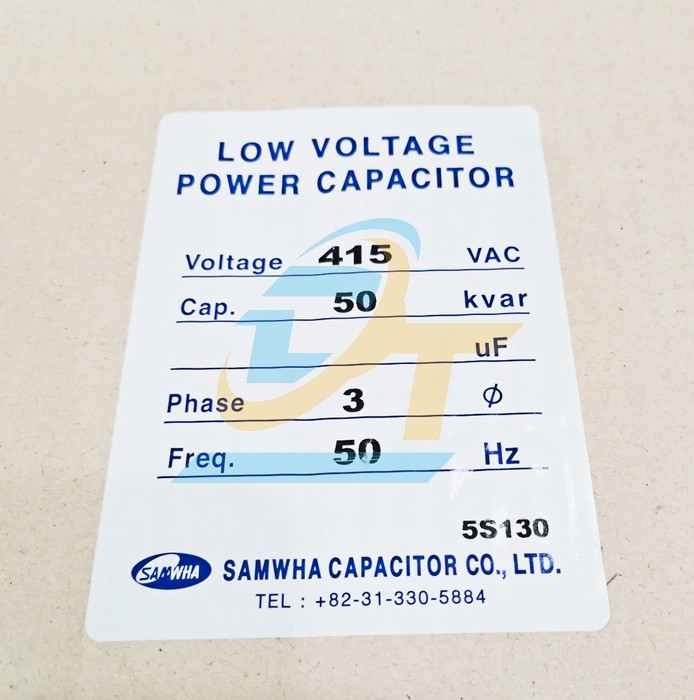 LOW VOLTAGE
POWER CAPACITOR
Voltage 415 VAC
Cap. 50 kvar
uF
Phase 3 Ø
Freq. 50 Hz
5S130
SAMWHA SAMWHA CAPACITOR CO., LTD.
TEL : +82-31-330-5884
DT